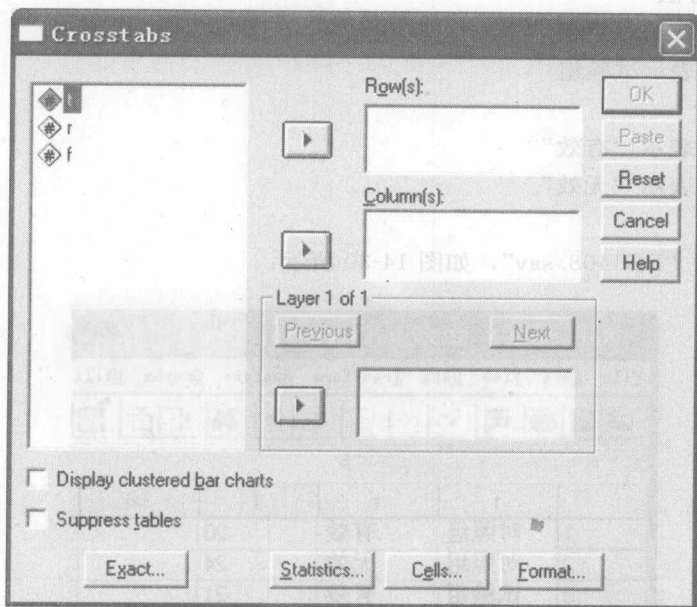 Crosstabs
t
r
f
Row(s):
Column(s):
Layer 1 of 1
Previous
Next
OK
Paste
Reset
Cancel
Help
Display clustered bar charts
Suppress tables
Exact...
Statistics...
Cells...
Format...